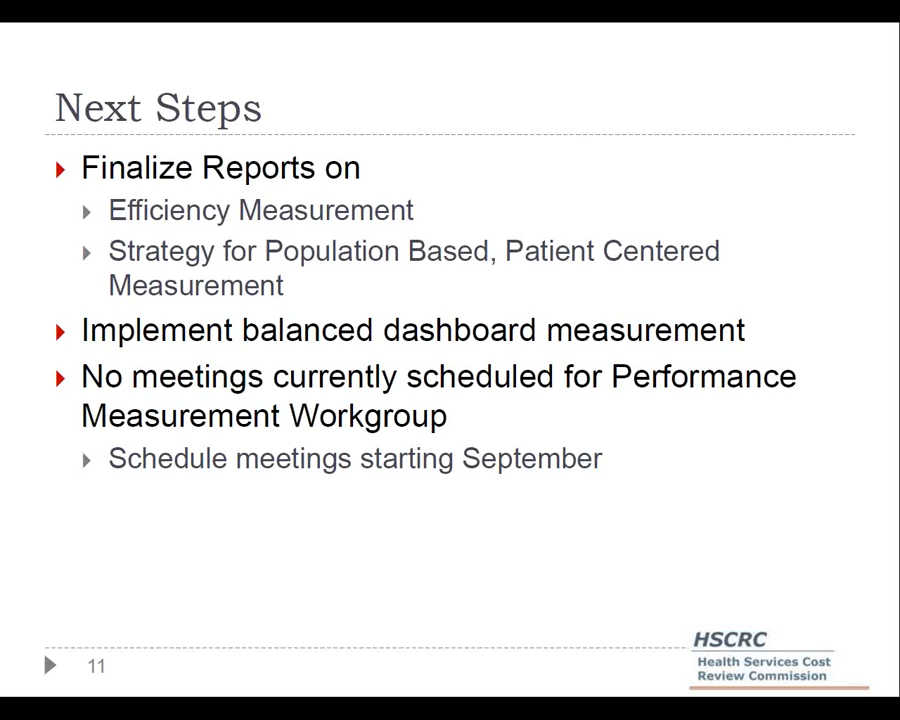 Next Steps
Finalize Reports on
Efficiency Measurement
Strategy for Population Based, Patient Centered
Measurement
Implement balanced dashboard measurement
No meetings currently scheduled for Performance
Measurement Workgroup
Schedule meetings starting September
11
HSCRC
Health Services Cost
Review Commission